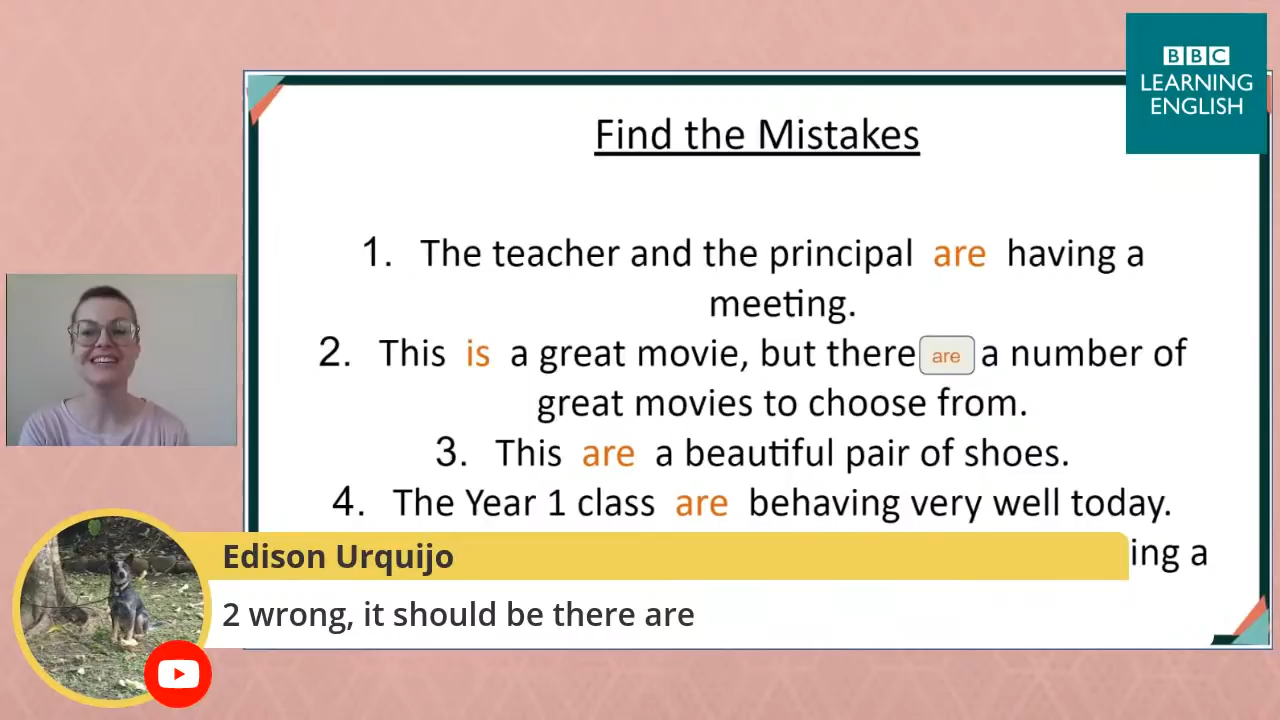 BBC
LEARNING
ENGLISH
Find the Mistakes
1. The teacher and the principal are having a
meeting.
2. This is a great movie, but there are a number of
great movies to choose from.
3. This are a beautiful pair of shoes.
4. The Year 1 class are behaving very well today.
ing a
Edison Urquijo
2 wrong, it should be there are